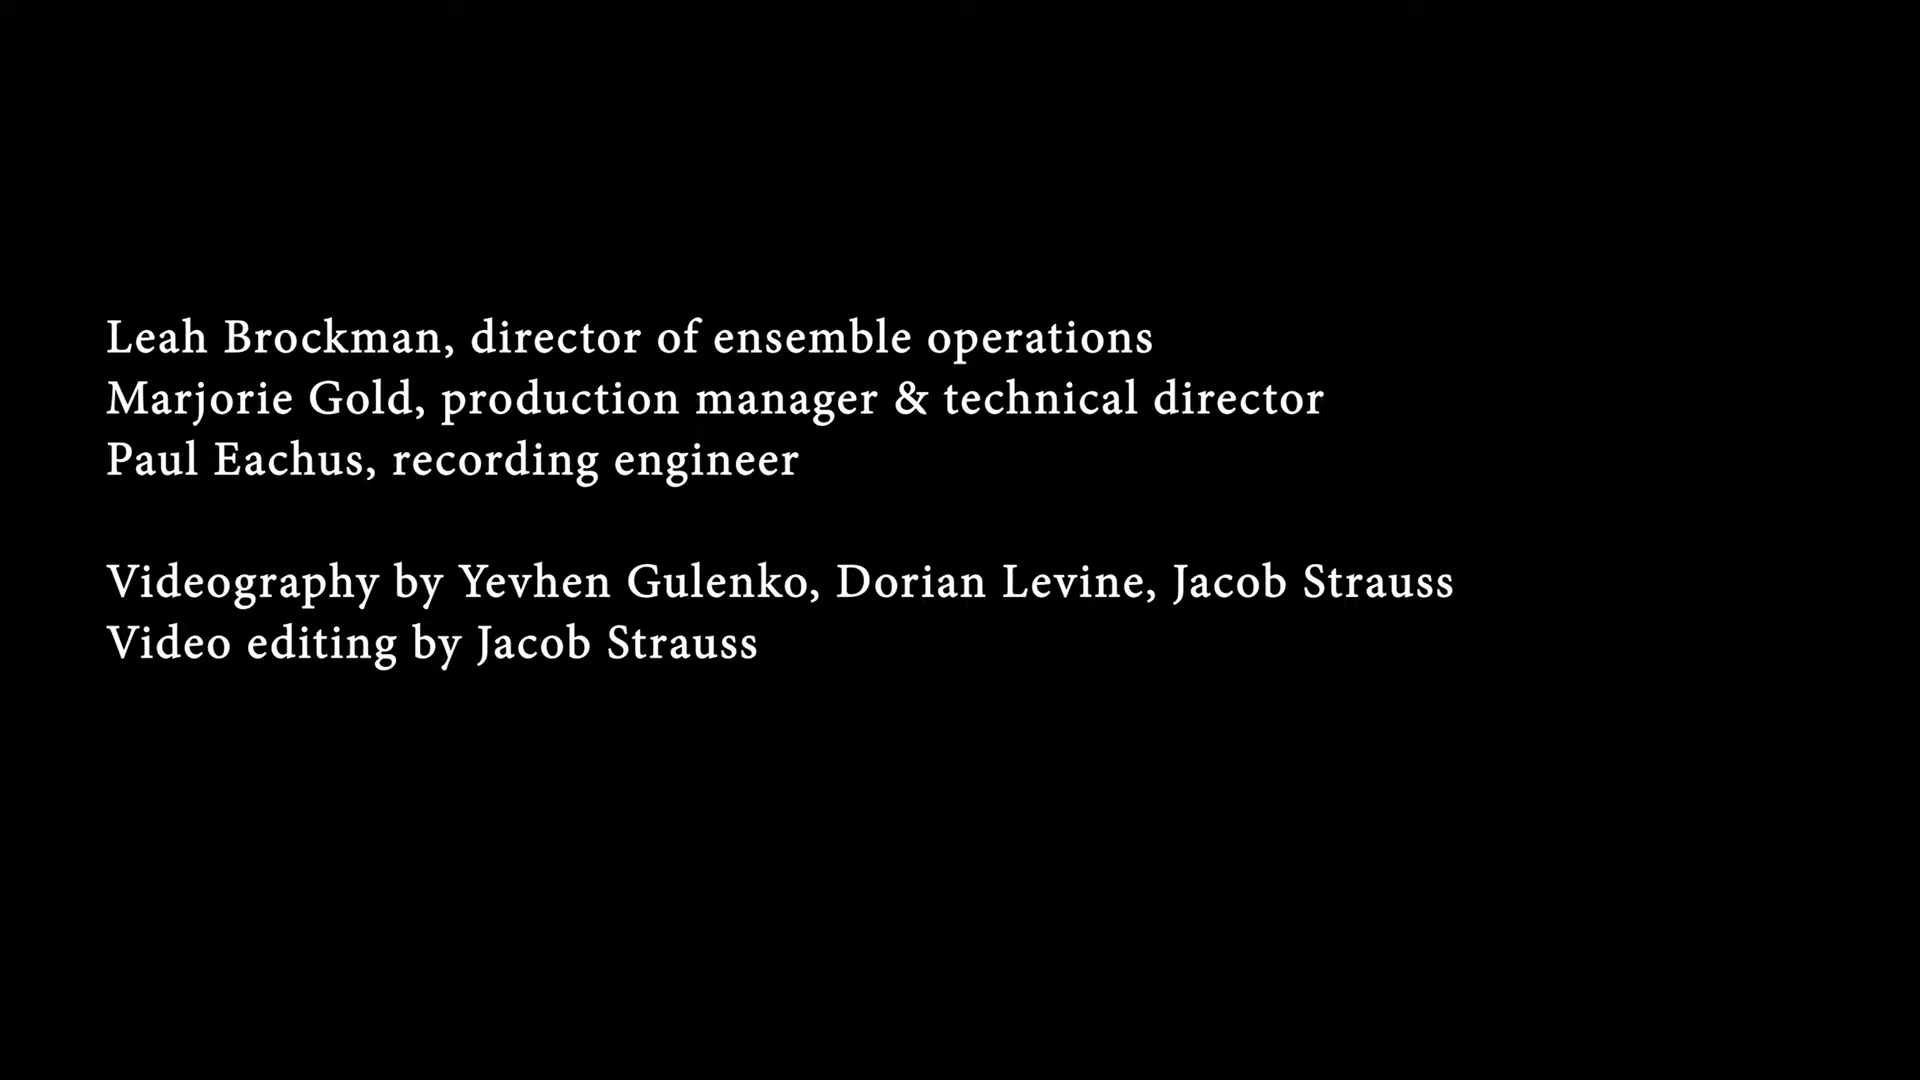 Leah Brockman, director of ensemble operations
Marjorie Gold, production manager & technical director
Paul Eachus, recording engineer
Videography by Yevhen Gulenko, Dorian Levine, Jacob Strauss
Video editing by Jacob Strauss